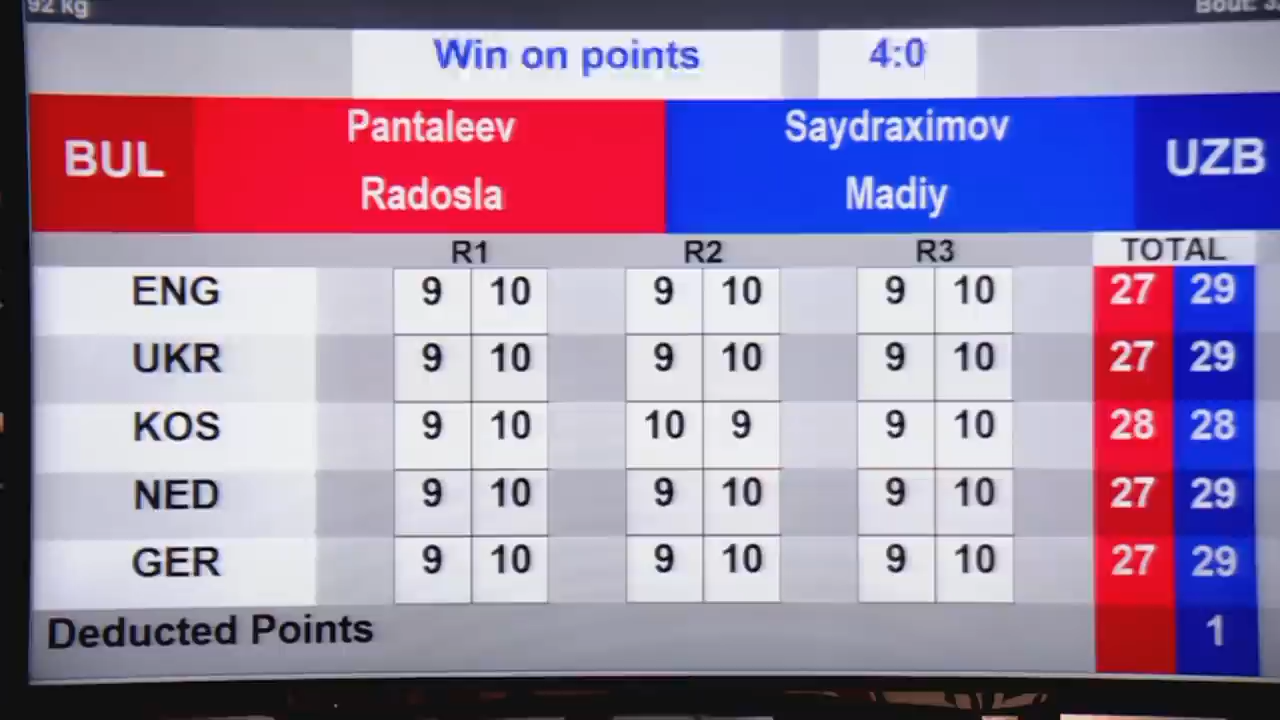 92 kg Bout:
Win on points 4:0
BUL Pantaleev Radosla Saydraximov Madiy UZB
R1 R2 R3 TOTAL
ENG 9 10 9 10 9 10 27 29
UKR 9 10 9 10 9 10 27 29
KOS 9 10 10 9 9 10 28 28
NED 9 10 9 10 9 10 27 29
GER 9 10 9 10 9 10 27 29
Deducted Points 1